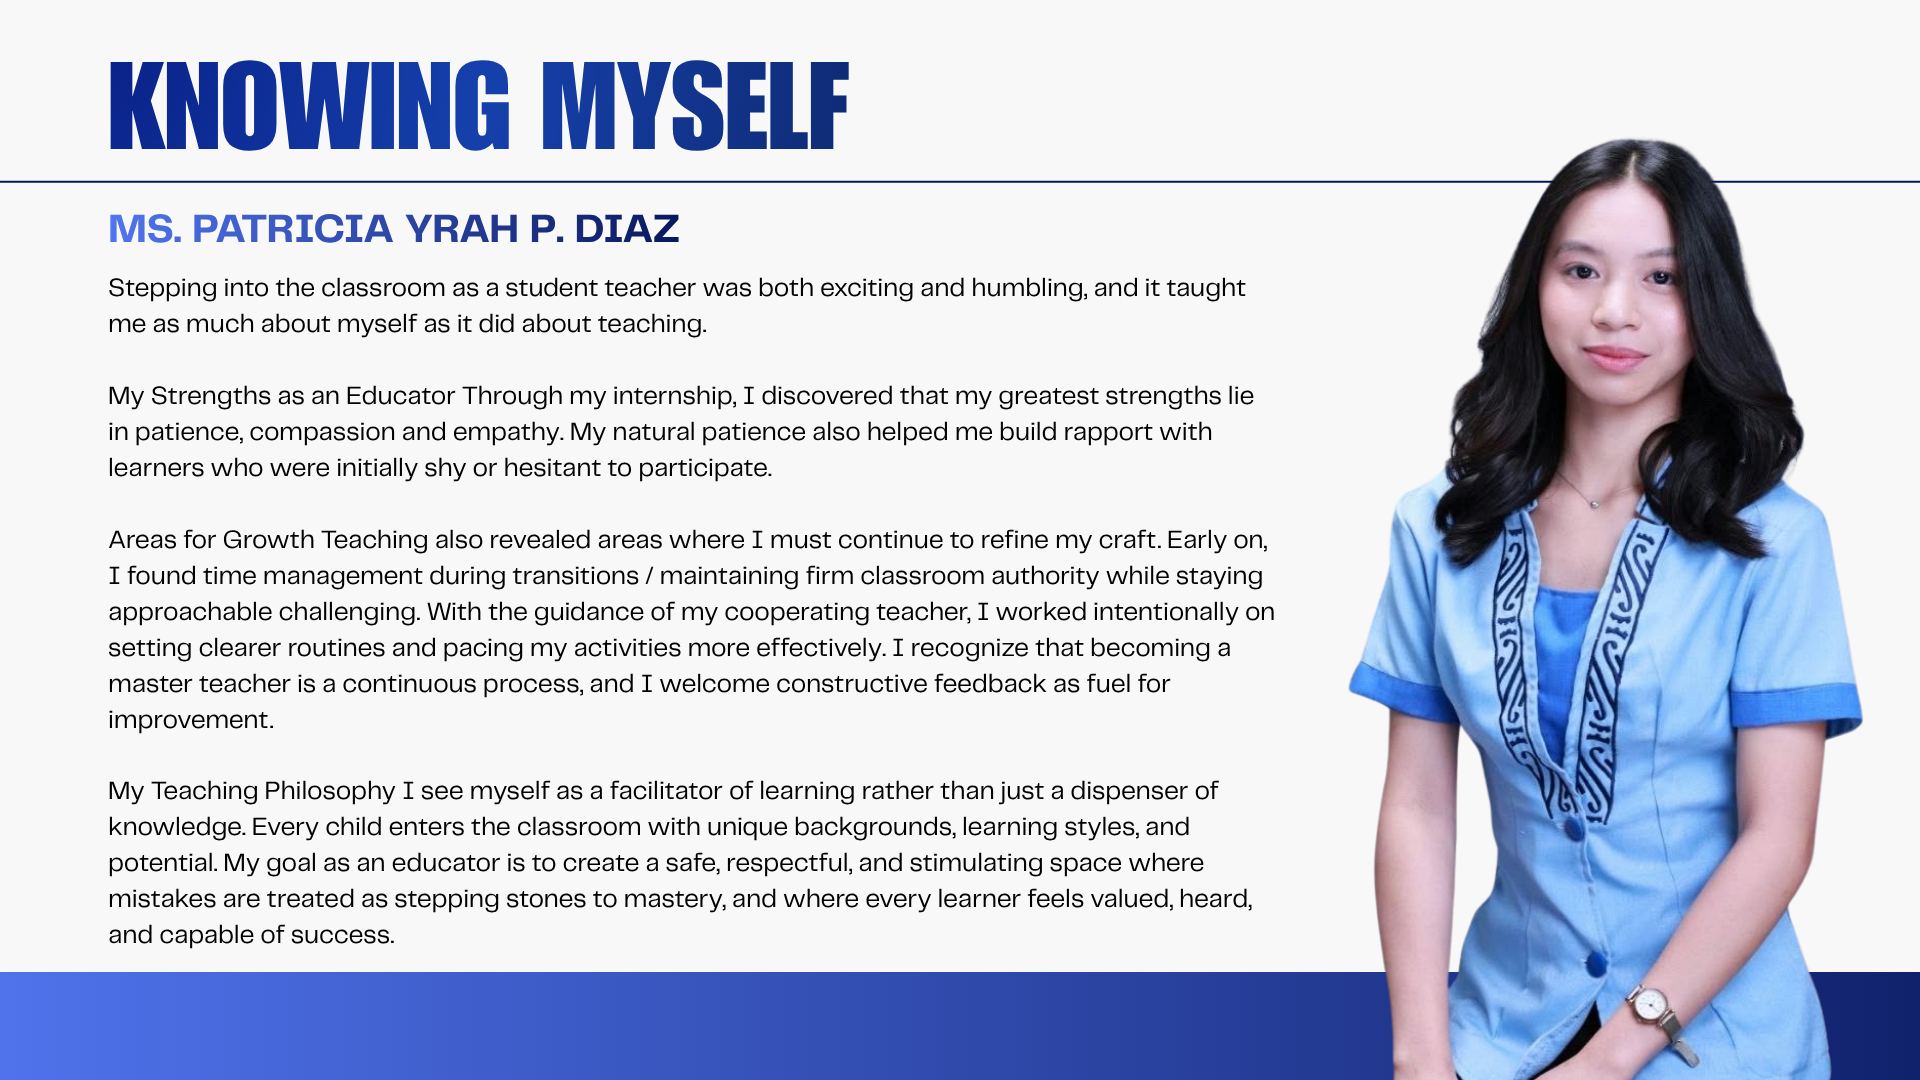 KNOWING MYSELF
MS. PATRICIA YRAH P. DIAZ
Stepping into the classroom as a student teacher was both exciting and humbling, and it taught
me as much about myself as it did about teaching.
My Strengths as an Educator Through my internship, I discovered that my greatest strengths lie
in patience, compassion and empathy. My natural patience also helped me build rapport with
learners who were initially shy or hesitant to participate.
Areas for Growth Teaching also revealed areas where I must continue to refine my craft. Early on,
I found time management during transitions / maintaining firm classroom authority while staying
approachable challenging. With the guidance of my cooperating teacher, I worked intentionally on
setting clearer routines and pacing my activities more effectively. I recognize that becoming a
master teacher is a continuous process, and I welcome constructive feedback as fuel for
improvement.
My Teaching Philosophy I see myself as a facilitator of learning rather than just a dispenser of
knowledge. Every child enters the classroom with unique backgrounds, learning styles, and
potential. My goal as an educator is to create a safe, respectful, and stimulating space where
mistakes are treated as stepping stones to mastery, and where every learner feels valued, heard,
and capable of success.